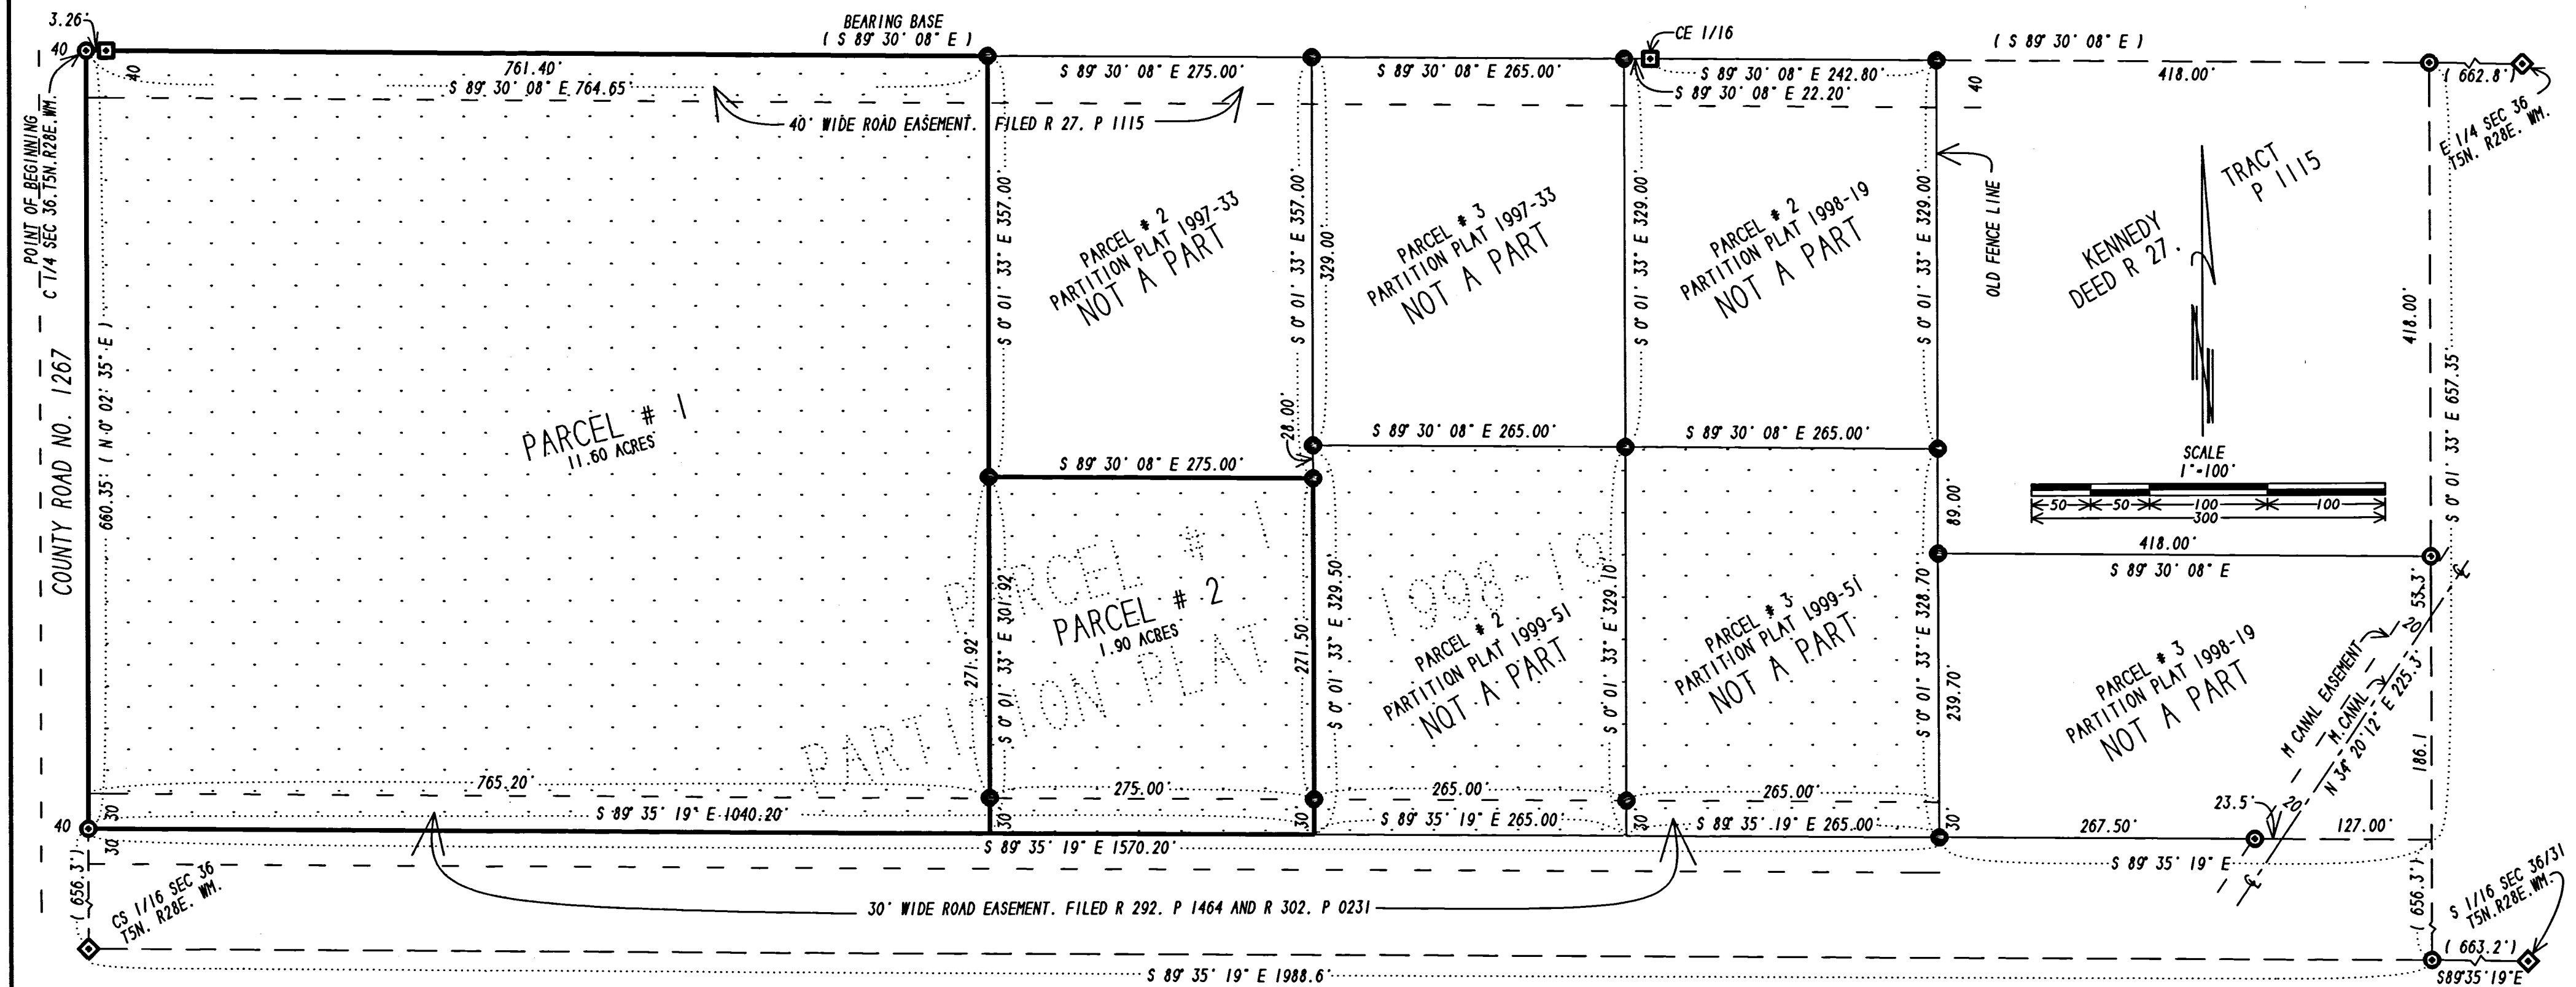 3.26'
40
BEARING BASE
( S 89° 30' 08" E )
CE 1/16
( S 89° 30' 08" E )
761.40'
S 89° 30' 08" E 764.65'
40
S 89° 30' 08" E 275.00'
S 89° 30' 08" E 265.00'
S 89° 30' 08" E 242.80'
S 89° 30' 08" E 22.20'
40
418.00'
( 662.8' )
E 1/4 SEC 36
T5N. R28E. WM.
40' WIDE ROAD EASEMENT. FILED R 27. P 1115
POINT OF BEGINNING
C 1/4 SEC 36.T5N.R28E.WM.
COUNTY ROAD NO. 1267
660.35' ( N 0° 02' 35" E )
PARCEL # 1
11.60 ACRES
S 0° 01' 33" E 357.00'
PARCEL # 2
PARTITION PLAT 1997-33
NOT A PART
S 0° 01' 33" E 357.00'
329.00'
28.00'
PARCEL # 3
PARTITION PLAT 1997-33
NOT A PART
S 0° 01' 33" E 329.00'
PARCEL # 2
PARTITION PLAT 1998-19
NOT A PART
S 0° 01' 33" E 329.00'
OLD FENCE LINE
KENNEDY TRACT
DEED R 27. P 1115
418.00'
S 0° 01' 33" E 657.35'
SCALE
1"=100'
50 50 100 100
300
S 89° 30' 08" E 275.00'
S 89° 30' 08" E 265.00'
S 89° 30' 08" E 265.00'
89.00'
418.00'
S 89° 30' 08" E
53.3'
PARCEL # 1
PARTITION PLAT 1998-19
271.92'
S 0° 01' 33" E 301.92'
PARCEL # 2
1.90 ACRES
271.50'
S 0° 01' 33" E 329.50'
PARCEL # 2
PARTITION PLAT 1999-51
NOT A PART
S 0° 01' 33" E 329.10'
PARCEL # 3
PARTITION PLAT 1999-51
NOT A PART
S 0° 01' 33" E 328.70'
239.70'
PARCEL # 3
PARTITION PLAT 1998-19
NOT A PART
M CANAL EASEMENT
M.CANAL
N 34° 20' 12" E 225.3'
20
20
186.1
23.5'
765.20'
275.00'
265.00'
265.00'
40
30
30
S 89° 35' 19" E 1040.20'
30
30
S 89° 35' 19" E 265.00'
30
S 89° 35' 19" E 265.00'
30
267.50'
127.00'
S 89° 35' 19" E 1570.20'
S 89° 35' 19" E
( 656.3' )
CS 1/16 SEC 36
T5N. R28E. WM.
30' WIDE ROAD EASEMENT. FILED R 292. P 1464 AND R 302. P 0231
( 656.3' )
S 1/16 SEC 36/31
T5N.R28E.WM.
( 663.2' )
S 89° 35' 19" E 1988.6'
S89°35'19"E